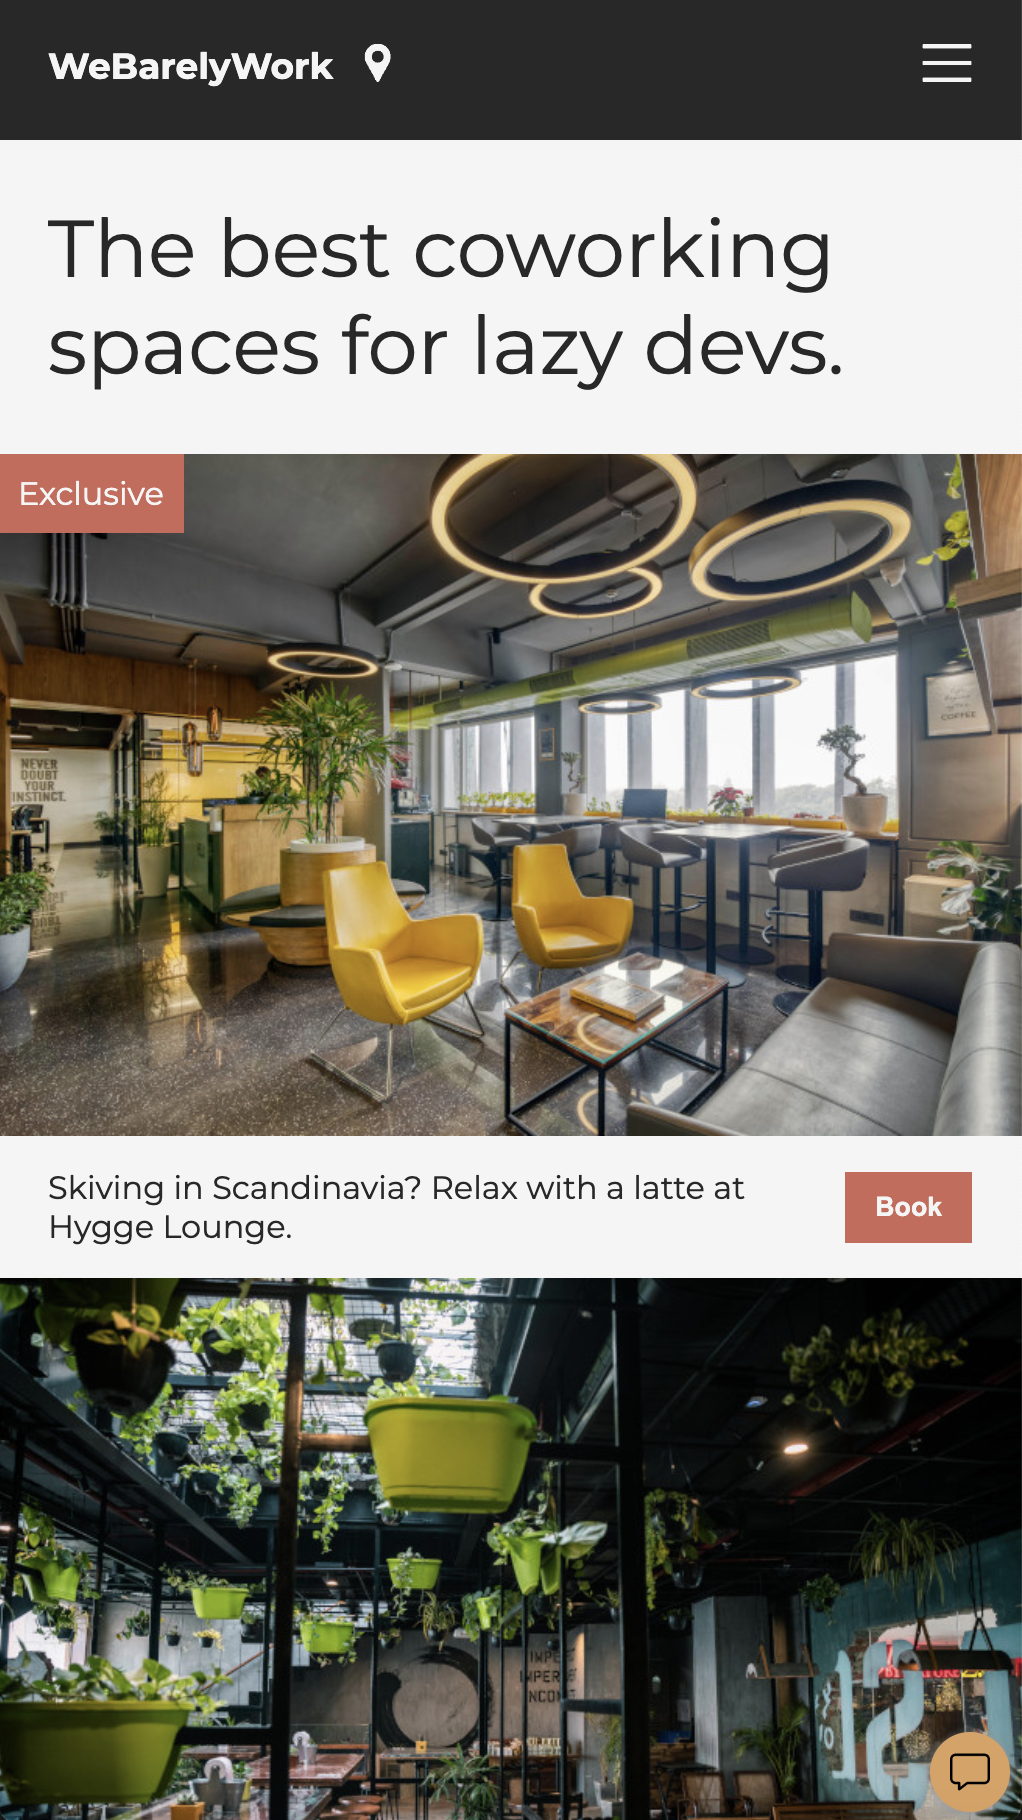 WeBarelyWork
The best coworking
spaces for lazy devs.
Exclusive
NEVER
DOUBT
YOUR
INSTINCT.
COFFEE
Skiving in Scandinavia? Relax with a latte at
Hygge Lounge.
Book